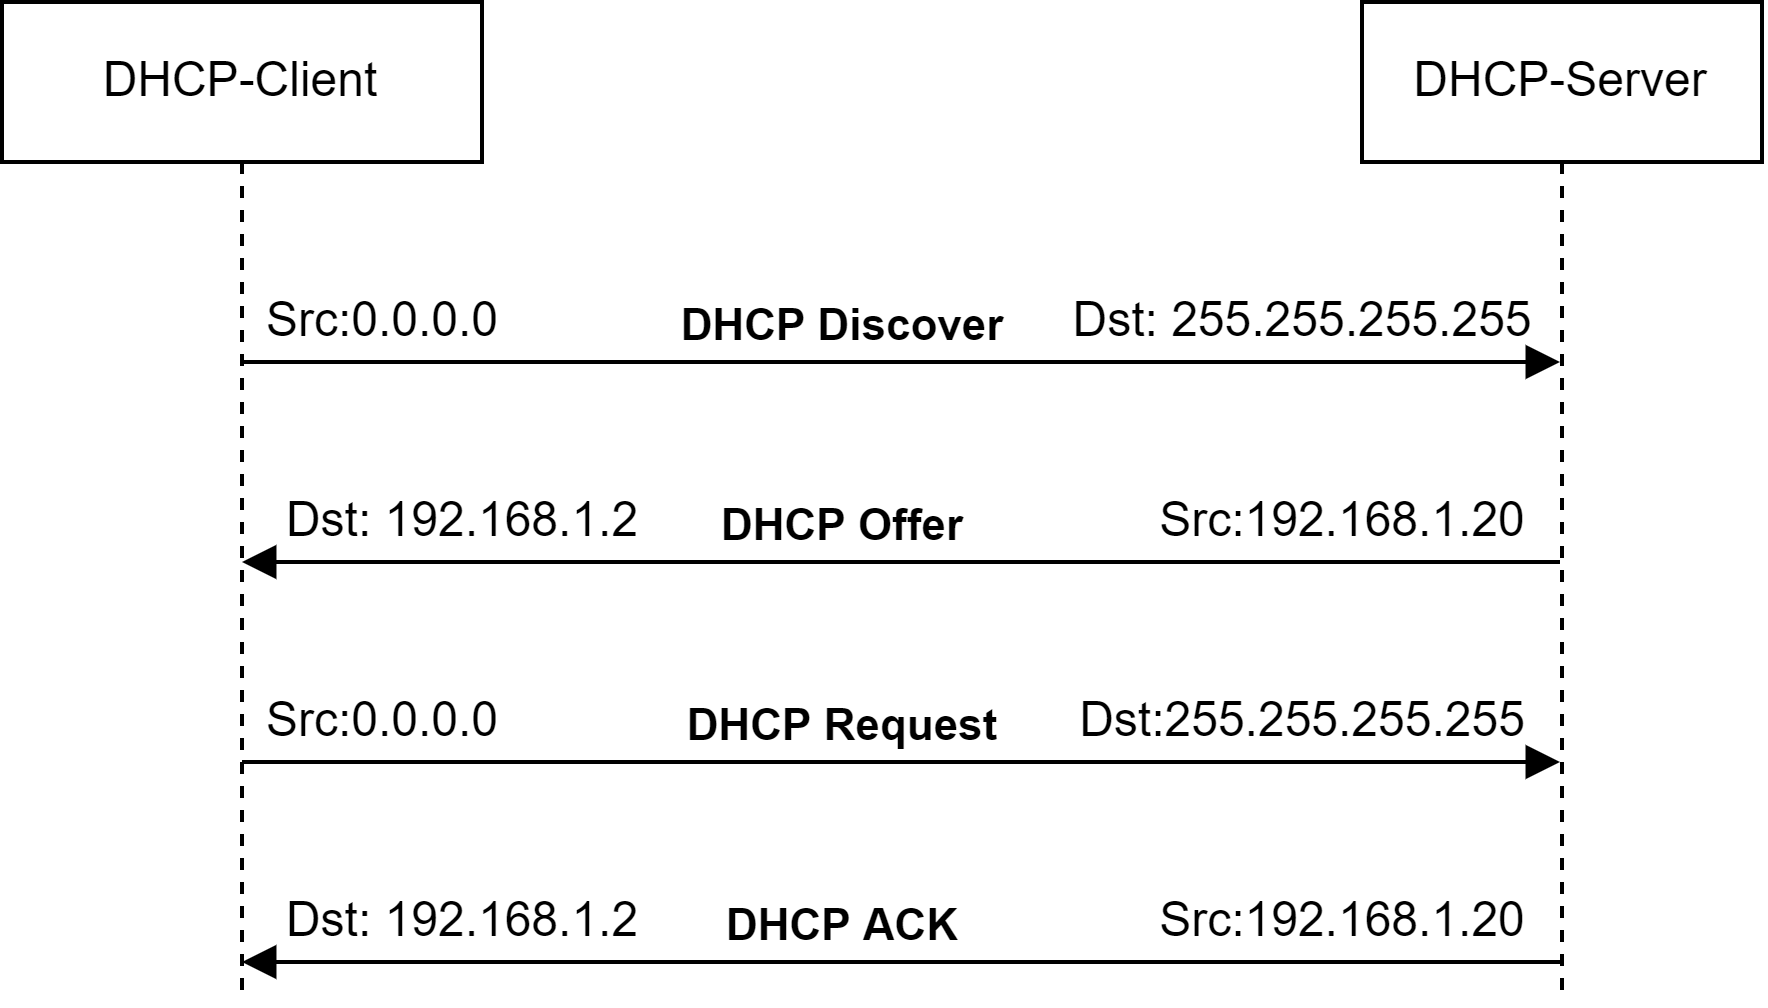 DHCP-Client
DHCP-Server
Src:0.0.0.0 DHCP Discover Dst: 255.255.255.255
Dst: 192.168.1.2 DHCP Offer Src:192.168.1.20
Src:0.0.0.0 DHCP Request Dst:255.255.255.255
Dst: 192.168.1.2 DHCP ACK Src:192.168.1.20